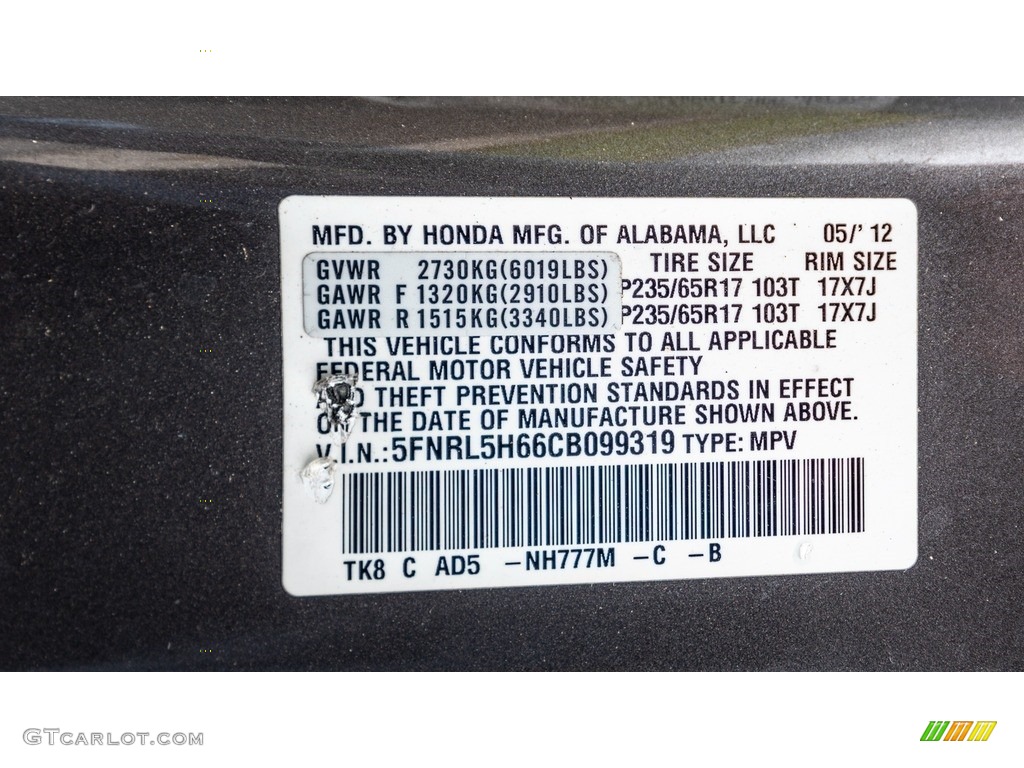 MFD. BY HONDA MFG. OF ALABAMA, LLC 05/'12
TIRE SIZE RIM SIZE
GVWR 2730KG(6019LBS)
GAWR F 1320KG(2910LBS) P235/65R17 103T 17X7J
GAWR R 1515KG(3340LBS) P235/65R17 103T 17X7J
THIS VEHICLE CONFORMS TO ALL APPLICABLE
FEDERAL MOTOR VEHICLE SAFETY
AND THEFT PREVENTION STANDARDS IN EFFECT
ON THE DATE OF MANUFACTURE SHOWN ABOVE.
V.I.N.:5FNRL5H66CB099319 TYPE: MPV
TK8 C AD5 -NH777M -C -B
C
GTCARLOT.COM